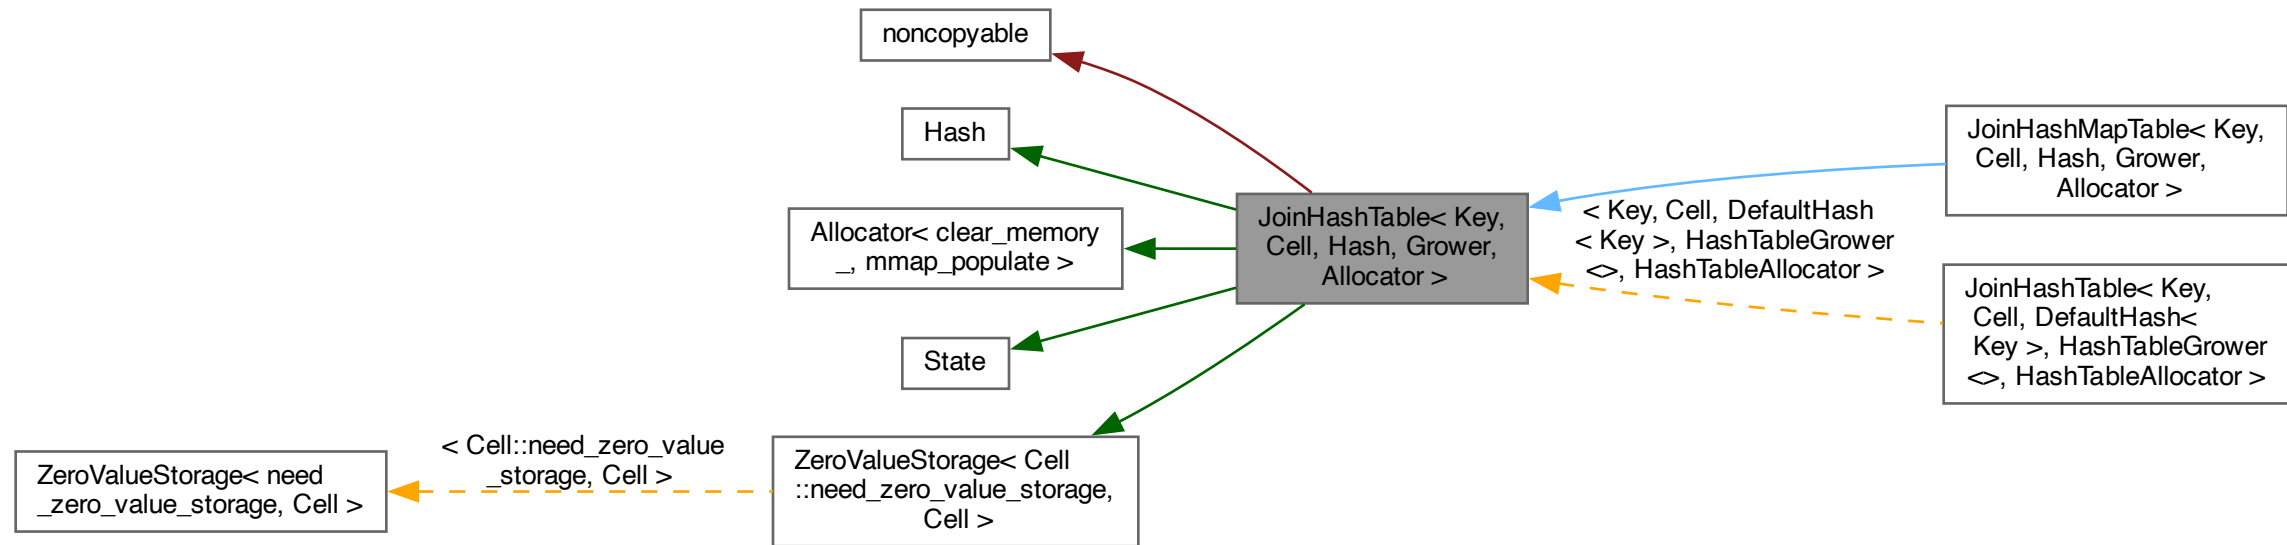 noncopyable
Hash
Allocator< clear_memory
_, mmap_populate >
State
ZeroValueStorage< Cell
::need_zero_value_storage,
Cell >
< Cell::need_zero_value
_storage, Cell >
ZeroValueStorage< need
_zero_value_storage, Cell >
JoinHashTable< Key,
Cell, Hash, Grower,
Allocator >
< Key, Cell, DefaultHash
< Key >, HashTableGrower
<>, HashTableAllocator >
JoinHashMapTable< Key,
Cell, Hash, Grower,
Allocator >
JoinHashTable< Key,
Cell, DefaultHash<
Key >, HashTableGrower
<>, HashTableAllocator >